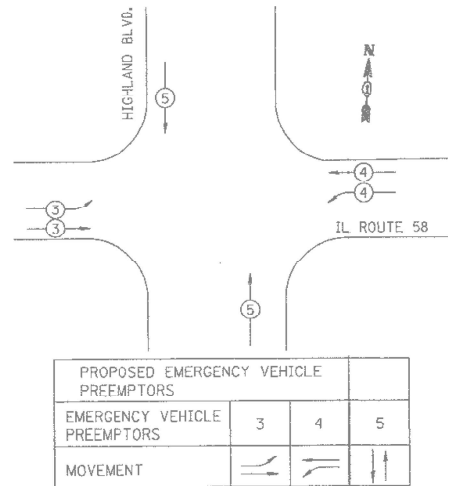 HIGHLAND BLVD.
5
N
1
4
4
3
3
IL ROUTE 58
5
PROPOSED EMERGENCY VEHICLE
PREEMPTORS
EMERGENCY VEHICLE
PREEMPTORS
3
4
5
MOVEMENT